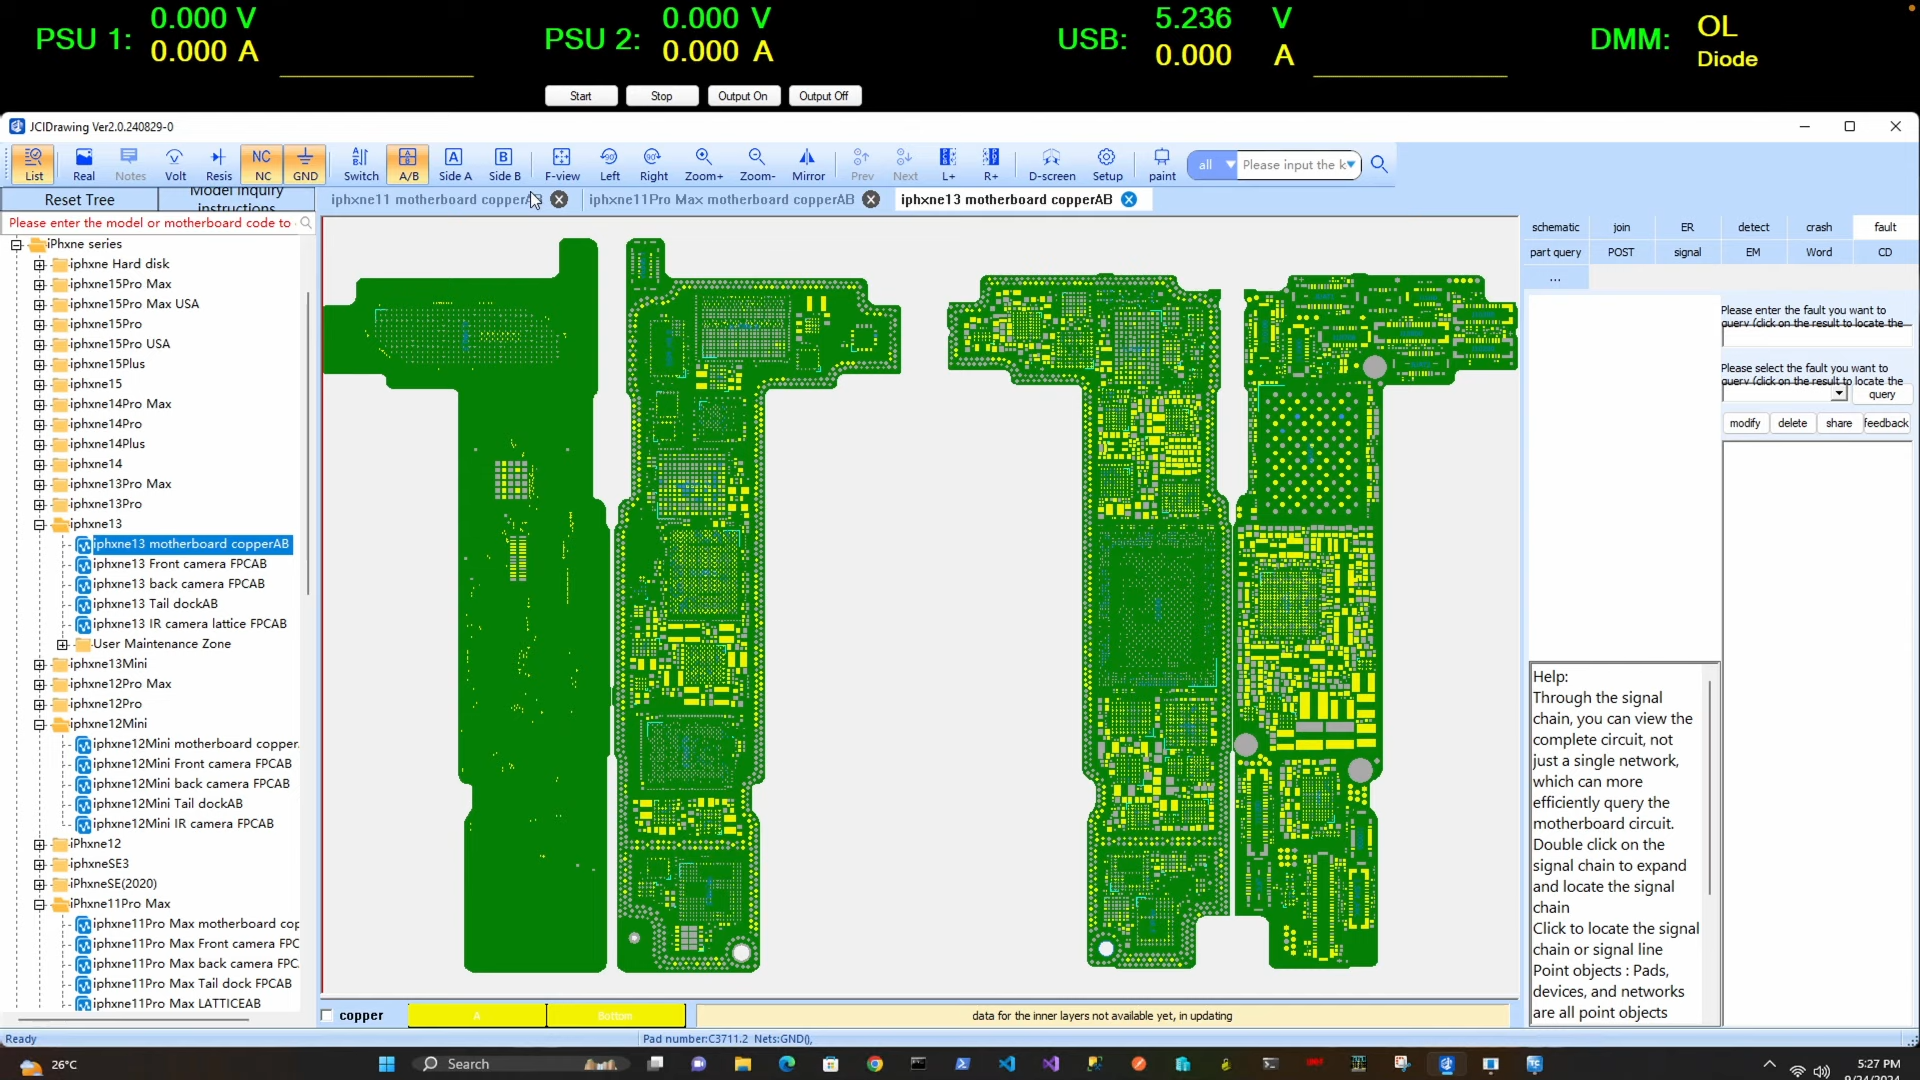 PSU 1:
0.000 V
0.000 A
PSU 2:
0.000 V
0.000 A
USB:
5.236 V
0.000 A
DMM:
OL
Diode
Start
Stop
Output On
Output Off
JCIDrawing Ver2.0.240829-0
List
Real
Notes
Volt
Resis
NC
NC
GND
Switch
A/B
Side A
Side B
F-view
Left
Right
Zoom+
Zoom-
Mirror
Prev
Next
L+
R+
D-screen
Setup
paint
all
Please input the k
Reset Tree
Model inquiry
instructions
iphxne11 motherboard copperAB
iphxne11Pro Max motherboard copperAB
iphxne13 motherboard copperAB
Please enter the model or motherboard code to
iPhxne series
iphxne Hard disk
iphxne15Pro Max
iphxne15Pro Max USA
iphxne15Pro
iphxne15Pro USA
iphxne15Plus
iphxne15
iphxne14Pro Max
iphxne14Pro
iphxne14Plus
iphxne14
iphxne13Pro Max
iphxne13Pro
iphxne13
iphxne13 motherboard copperAB
iphxne13 Front camera FPCAB
iphxne13 back camera FPCAB
iphxne13 Tail dockAB
iphxne13 IR camera lattice FPCAB
User Maintenance Zone
iphxne13Mini
iphxne12Pro Max
iphxne12Pro
iphxne12Mini
iphxne12Mini motherboard copper
iphxne12Mini Front camera FPCAB
iphxne12Mini back camera FPCAB
iphxne12Mini Tail dockAB
iphxne12Mini IR camera FPCAB
iPhxne12
iphxneSE3
iPhxneSE(2020)
iPhxne11Pro Max
iphxne11Pro Max motherboard cop
iphxne11Pro Max Front camera FPC
iphxne11Pro Max back camera FPC
iphxne11Pro Max Tail dock FPCAB
iphxne11Pro Max LATTICEAB
schematic
join
ER
detect
crash
fault
part query
POST
signal
EM
Word
CD
...
Please enter the fault you want to
query (click on the result to locate the
Please select the fault you want to
query (click on the result to locate the
query
modify
delete
share
feedback
Help:
Through the signal
chain, you can view the
complete circuit, not
just a single network,
which can more
efficiently query the
motherboard circuit.
Double click on the
signal chain to expand
and locate the signal
chain
Click to locate the signal
chain or signal line
Point objects : Pads,
devices, and networks
are all point objects
copper
A
Bottom
data for the inner layers not available yet, in updating
Ready
Pad number:C3711.2 Nets:GND(),
26°C
Search
5:27 PM
9/24/2024